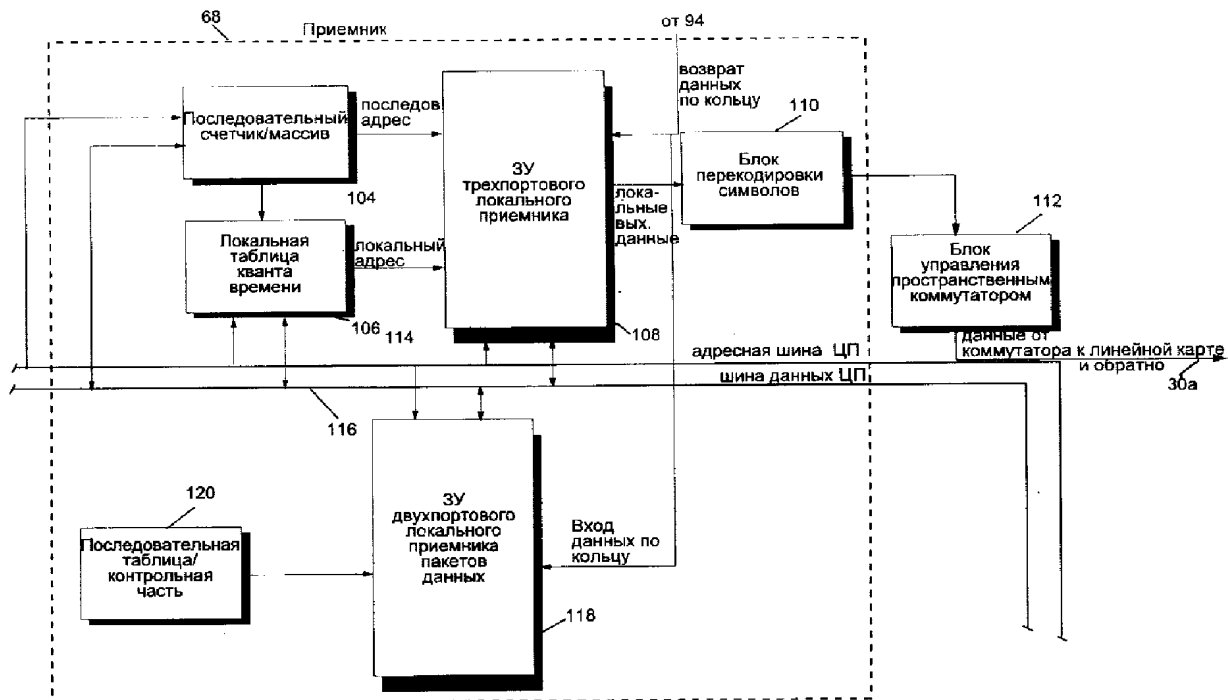 68
Приемник
от 94
Последовательный
счетчик/массив
104
последов.
адрес
ЗУ
трехпортового
локального
приемника
108
возврат
данных
по кольцу
110
Блок
перекодировки
символов
локаль-
ные
вых.
данные
112
Блок
управления
пространственным
коммутатором
Локальная
таблица
кванта
времени
106
114
локальный
адрес
адресная шина ЦП
данные от
коммутатора к линейной карте
и обратно
30а
шина данных ЦП
116
120
Последовательная
таблица/
контрольная
часть
ЗУ
двухпортового
локального
приемника
пакетов
данных
118
Вход
данных по
кольцу